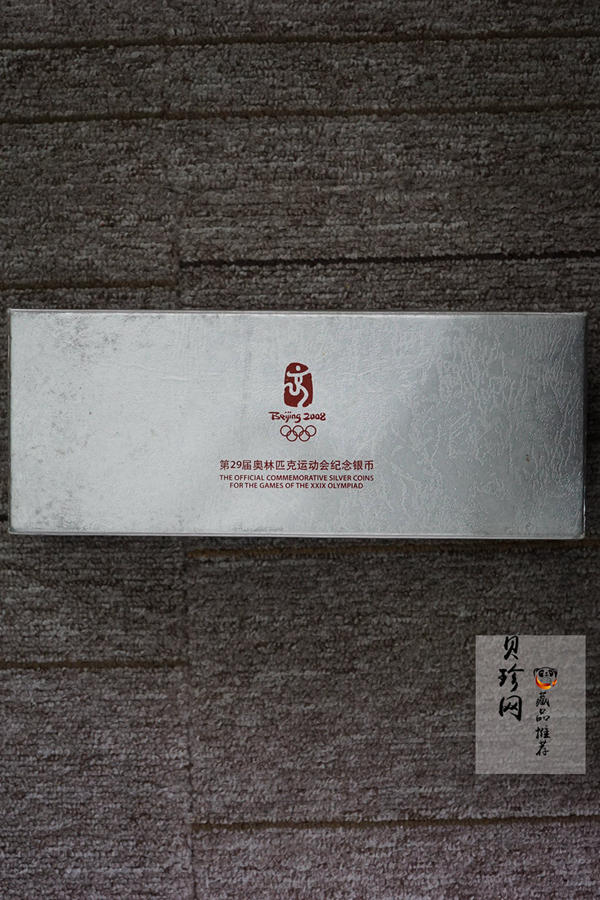 Beijing 2008
第29届奥林匹克运动会纪念银币
THE OFFICIAL COMMEMORATIVE SILVER COINS
FOR THE GAMES OF THE XXIX OLYMPIAD
贝珍网
藏品推荐